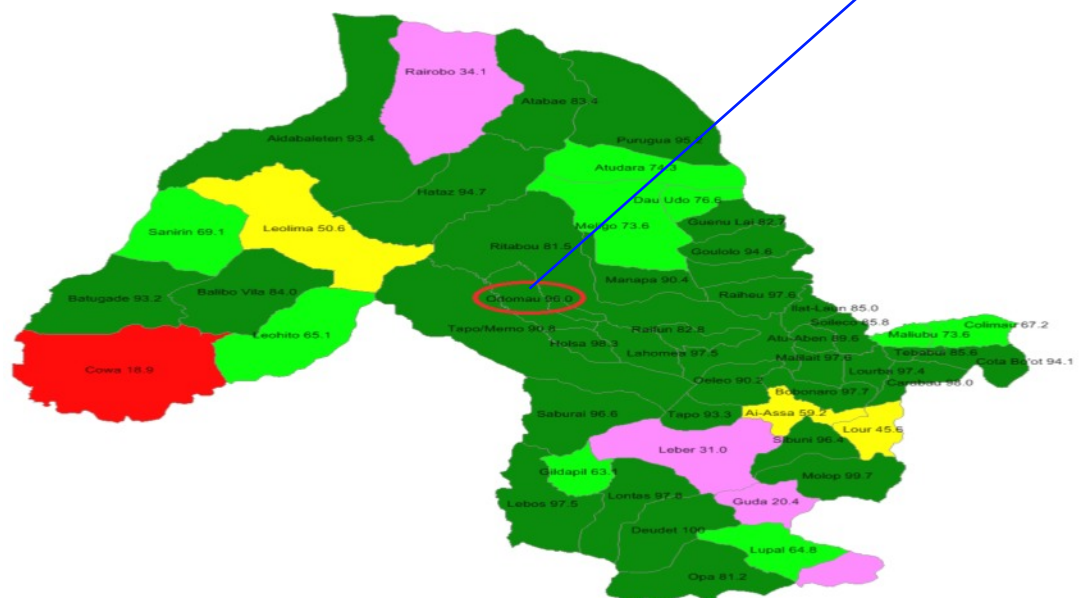 Rairobo 34.1
Atabae 83.4
Aidabaleten 93.4
Purugua 95.2
Atudara 74.3
Hataz 94.7
Dau Udo 76.6
Sanirin 69.1
Leolima 50.6
Meligo 73.6
Guenu Lai 82.7
Ritabou 81.5
Goulolo 94.6
Manapa 90.4
Batugade 93.2
Balibo Vila 84.0
Odomau 96.0
Raiheu 97.6
Ilat-Laun 85.0
Soileco 85.8
Colimau 67.2
Leohito 65.1
Tapo/Memo 90.8
Raifun 82.8
Maliubu 73.6
Holsa 98.3
Atu-Aben 89.6
Lahomea 97.5
Malilait 97.6
Tebabui 85.6
Cota Bo'ot 94.1
Cowa 18.9
Lourba 97.4
Oeleo 90.2
Carabau 98.0
Bobonaro 97.7
Saburai 96.6
Tapo 93.3
Ai-Assa 59.2
Lour 45.6
Sibuni 96.4
Leber 31.0
Gildapil 63.1
Molop 99.7
Lebos 97.5
Lontas 97.8
Guda 20.4
Deudet 100
Lupal 64.8
Opa 81.2